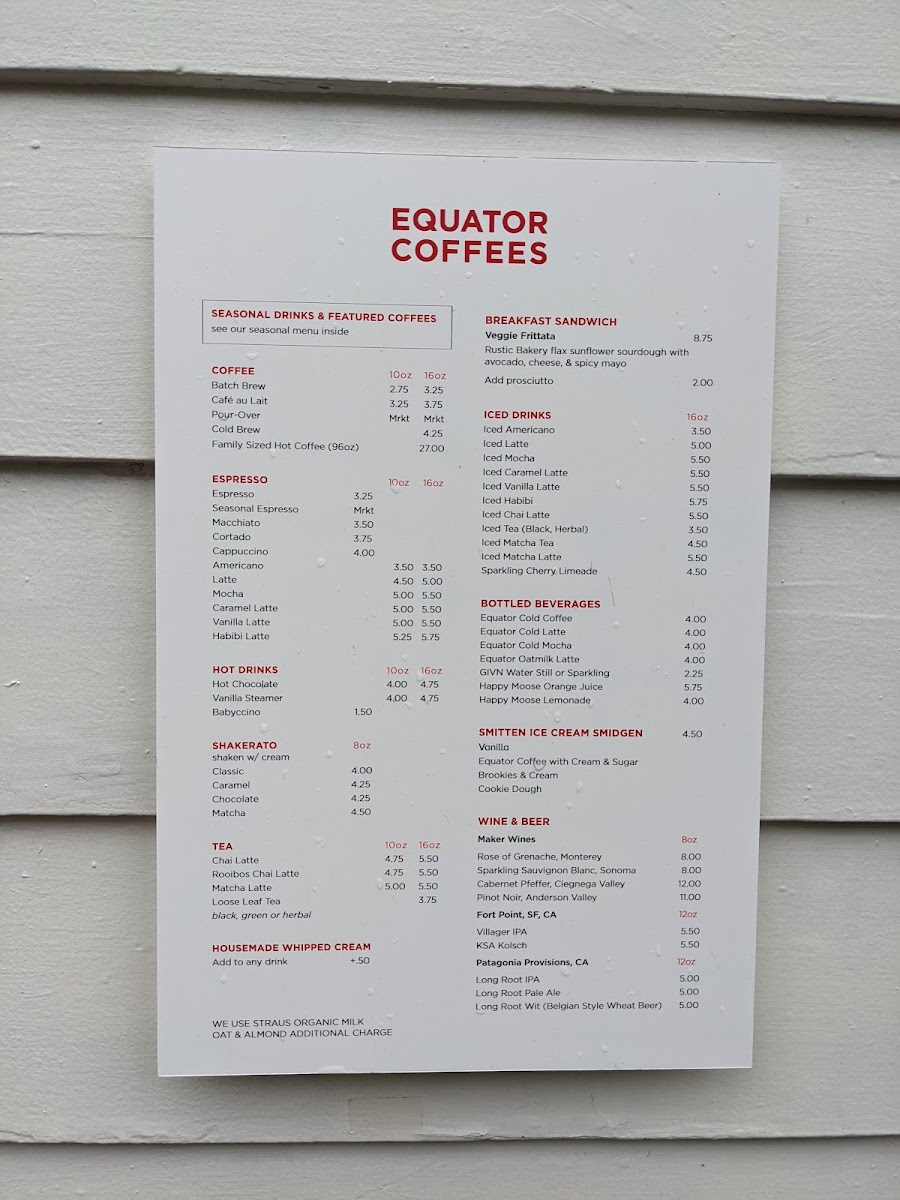 EQUATOR
COFFEES
SEASONAL DRINKS & FEATURED COFFEES
see our seasonal menu inside
COFFEE 10oz 16oz
Batch Brew 2.75 3.25
Café au Lait 3.25 3.75
Pour-Over Mrkt Mrkt
Cold Brew 4.25
Family Sized Hot Coffee (96oz) 27.00
ESPRESSO 10oz 16oz
Espresso 3.25
Seasonal Espresso Mrkt
Macchiato 3.50
Cortado 3.75
Cappuccino 4.00
Americano 3.50 3.50
Latte 4.50 5.00
Mocha 5.00 5.50
Caramel Latte 5.00 5.50
Vanilla Latte 5.00 5.50
Habibi Latte 5.25 5.75
HOT DRINKS 10oz 16oz
Hot Chocolate 4.00 4.75
Vanilla Steamer 4.00 4.75
Babyccino 1.50
SHAKERATO 8oz
shaken w/ cream
Classic 4.00
Caramel 4.25
Chocolate 4.25
Matcha 4.50
TEA 10oz 16oz
Chai Latte 4.75 5.50
Rooibos Chai Latte 4.75 5.50
Matcha Latte 5.00 5.50
Loose Leaf Tea 3.75
black, green or herbal
HOUSEMADE WHIPPED CREAM
Add to any drink +.50
WE USE STRAUS ORGANIC MILK
OAT & ALMOND ADDITIONAL CHARGE
BREAKFAST SANDWICH
Veggie Frittata 8.75
Rustic Bakery flax sunflower sourdough with
avocado, cheese, & spicy mayo
Add prosciutto 2.00
ICED DRINKS 16oz
Iced Americano 3.50
Iced Latte 5.00
Iced Mocha 5.50
Iced Caramel Latte 5.50
Iced Vanilla Latte 5.50
Iced Habibi 5.75
Iced Chai Latte 5.50
Iced Tea (Black, Herbal) 3.50
Iced Matcha Tea 4.50
Iced Matcha Latte 5.50
Sparkling Cherry Limeade 4.50
BOTTLED BEVERAGES
Equator Cold Coffee 4.00
Equator Cold Latte 4.00
Equator Cold Mocha 4.00
Equator Oatmilk Latte 4.00
GIVN Water Still or Sparkling 2.25
Happy Moose Orange Juice 5.75
Happy Moose Lemonade 4.00
SMITTEN ICE CREAM SMIDGEN 4.50
Vanilla
Equator Coffee with Cream & Sugar
Brookies & Cream
Cookie Dough
WINE & BEER
Maker Wines 8oz
Rose of Grenache, Monterey 8.00
Sparkling Sauvignon Blanc, Sonoma 8.00
Cabernet Pfeffer, Ciegnega Valley 12.00
Pinot Noir, Anderson Valley 11.00
Fort Point, SF, CA 12oz
Villager IPA 5.50
KSA Kolsch 5.50
Patagonia Provisions, CA 12oz
Long Root IPA 5.00
Long Root Pale Ale 5.00
Long Root Wit (Belgian Style Wheat Beer) 5.00